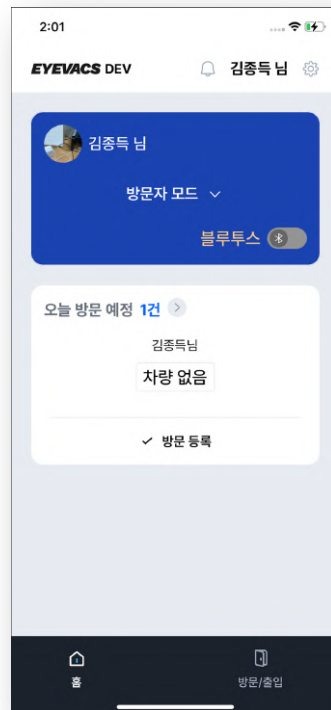 2:01
EYEVACS DEV
김종득 님
김종득 님
방문자 모드
블루투스
오늘 방문 예정 1건
김종득님
차량 없음
방문 등록
홈
방문/출입